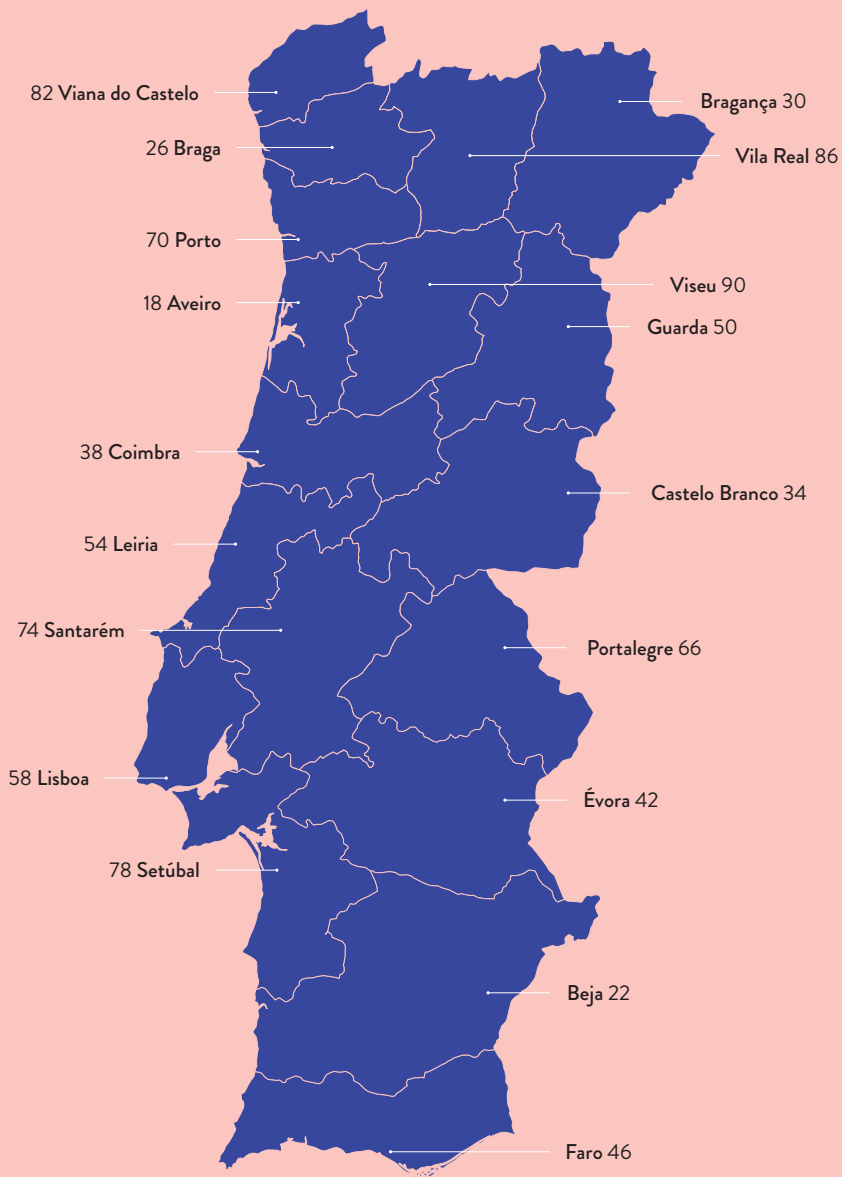 82 Viana do Castelo
Bragança 30
26 Braga
Vila Real 86
70 Porto
Viseu 90
18 Aveiro
Guarda 50
38 Coimbra
Castelo Branco 34
54 Leiria
74 Santarém
Portalegre 66
58 Lisboa
Évora 42
78 Setúbal
Beja 22
Faro 46